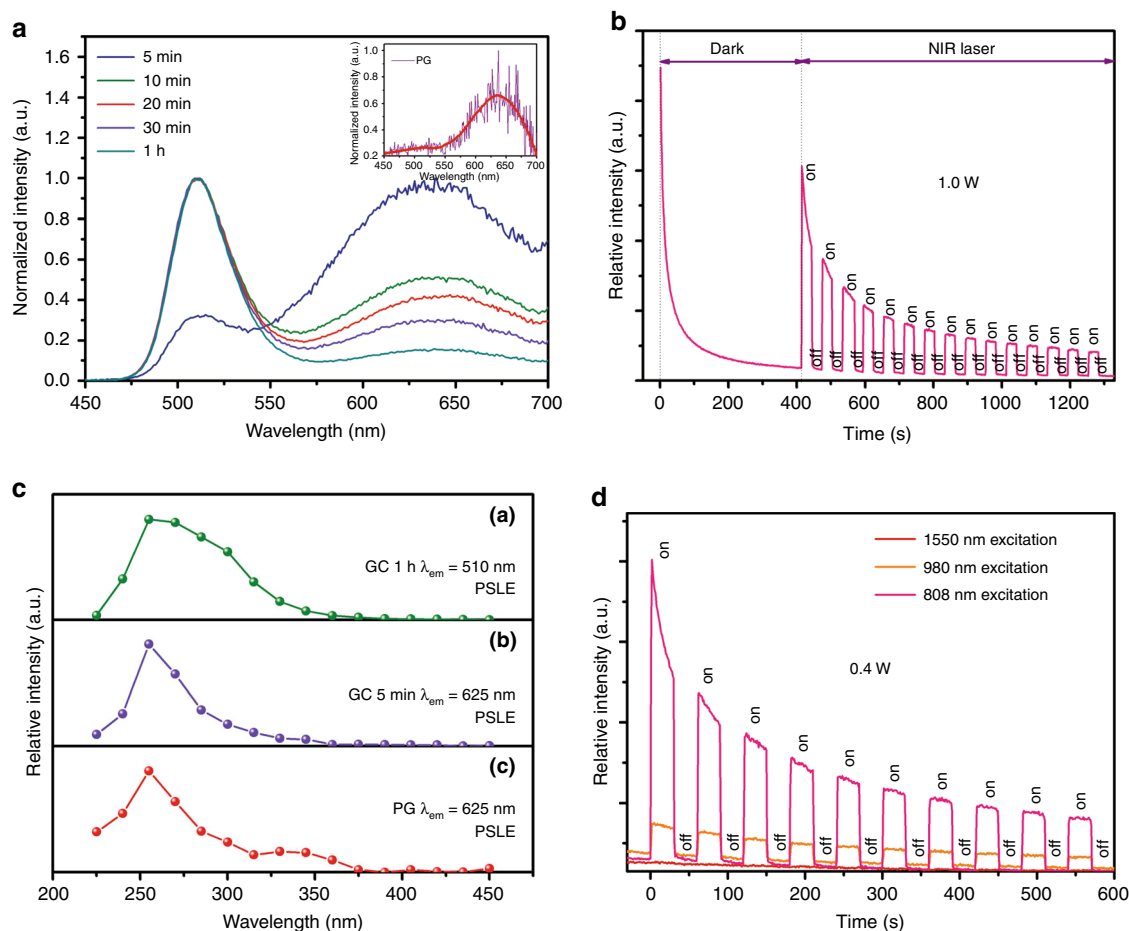 a
1.6
1.4
1.2
1.0
0.8
0.6
0.4
0.2
0.0
Normalized intensity (a.u.)
5 min
10 min
20 min
30 min
1 h
450
500
550
600
650
700
Wavelength (nm)
1.0
0.8
0.6
0.4
0.2
Normalized intensity (a.u.)
PG
450
500
550
600
650
700
Wavelength (nm)
b
Dark
NIR laser
1.0 W
on
on
on
on
on
on
on
on
on
on
on
on
on
on
off
off
off
off
off
off
off
off
off
off
off
off
off
off
Relative intensity (a.u.)
0
200
400
600
800
1000
1200
Time (s)
c
(a)
GC 1 h λem = 510 nm
PSLE
(b)
GC 5 min λem = 625 nm
PSLE
(c)
PG λem = 625 nm
PSLE
Relative intensity (a.u.)
200
250
300
350
400
450
Wavelength (nm)
d
1550 nm excitation
980 nm excitation
808 nm excitation
0.4 W
on
on
on
on
on
on
on
on
on
on
off
off
off
off
off
off
off
off
off
off
Relative intensity (a.u.)
0
100
200
300
400
500
600
Time (s)